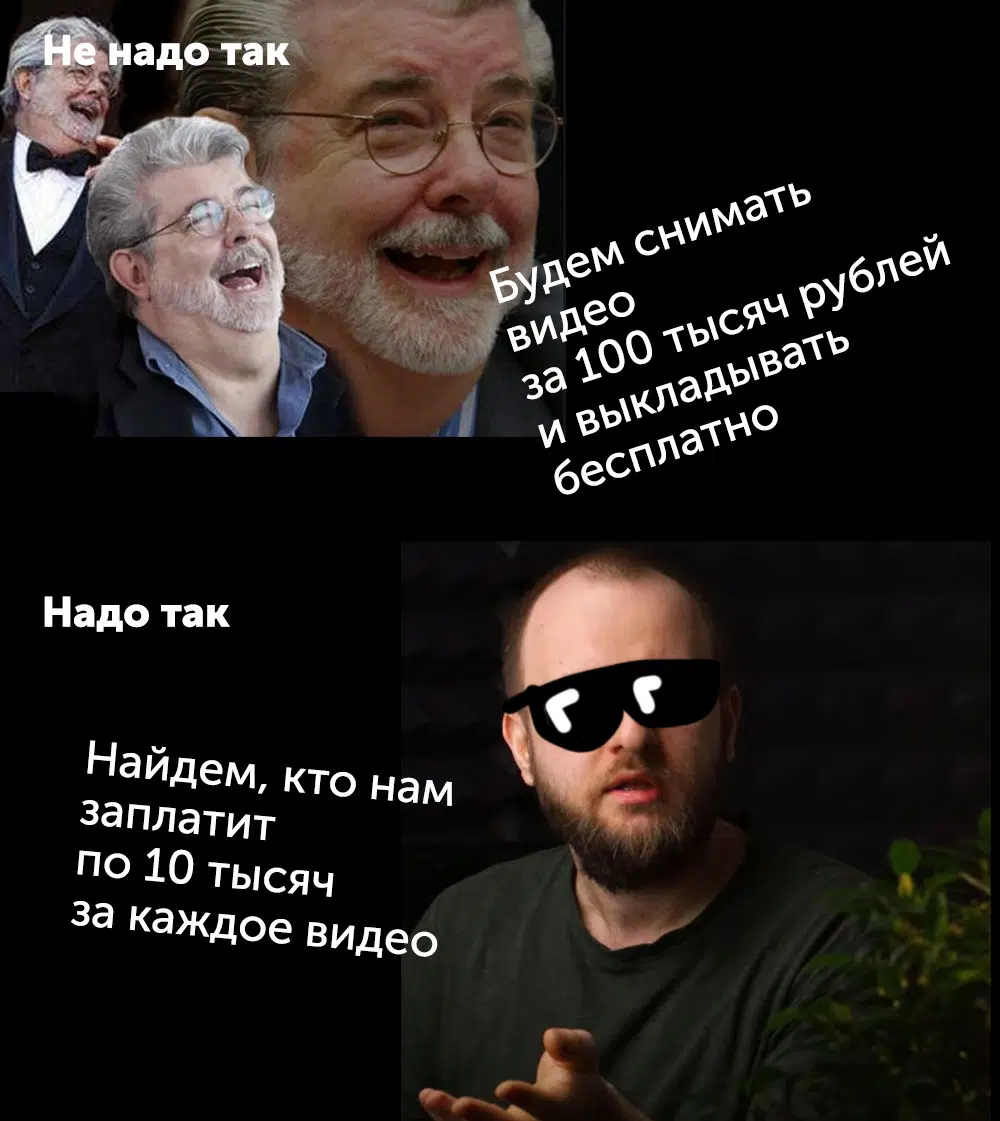 Не надо так
Будем снимать
видео
за 100 тысяч рублей
и выкладывать
бесплатно
Надо так
Найдем, кто нам
заплатит
по 10 тысяч
за каждое видео